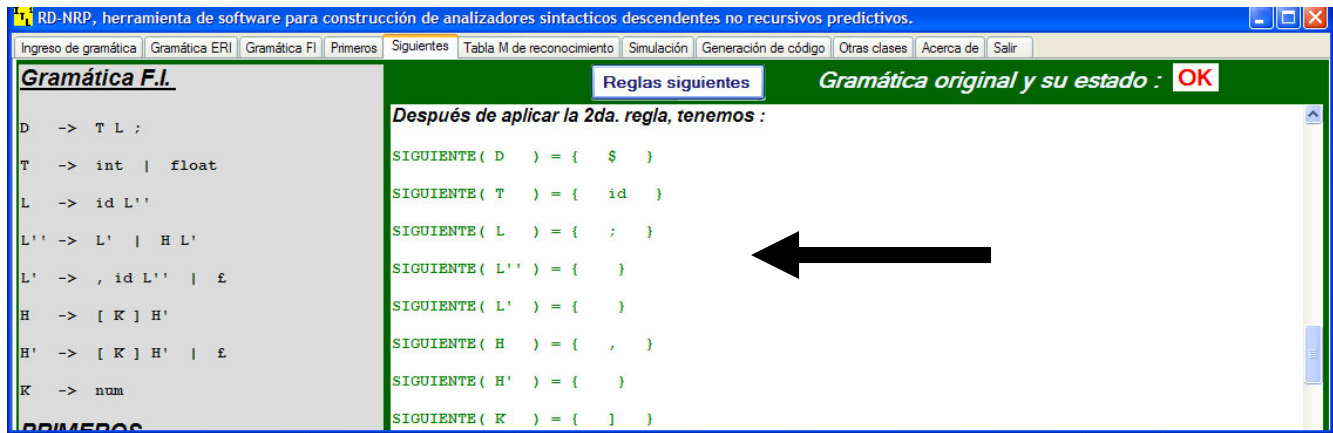 RD-NRP, herramienta de software para construcción de analizadores sintacticos descendentes no recursivos predictivos.
Ingreso de gramática Gramática ERI Gramática FI Primeros Siguientes Tabla M de reconocimiento Simulación Generación de código Otras clases Acerca de Salir
Gramática F.I.
D -> T L ;
T -> int | float
L -> id L''
L'' -> L' | H L'
L' -> , id L'' | £
H -> [ K ] H'
H' -> [ K ] H' | £
K -> num
PRIMEROS
Reglas siguientes
Gramática original y su estado : OK
Después de aplicar la 2da. regla, tenemos :
SIGUIENTE( D ) = { $ }
SIGUIENTE( T ) = { id }
SIGUIENTE( L ) = { ; }
SIGUIENTE( L'' ) = { }
SIGUIENTE( L' ) = { }
SIGUIENTE( H ) = { , }
SIGUIENTE( H' ) = { }
SIGUIENTE( K ) = { ] }